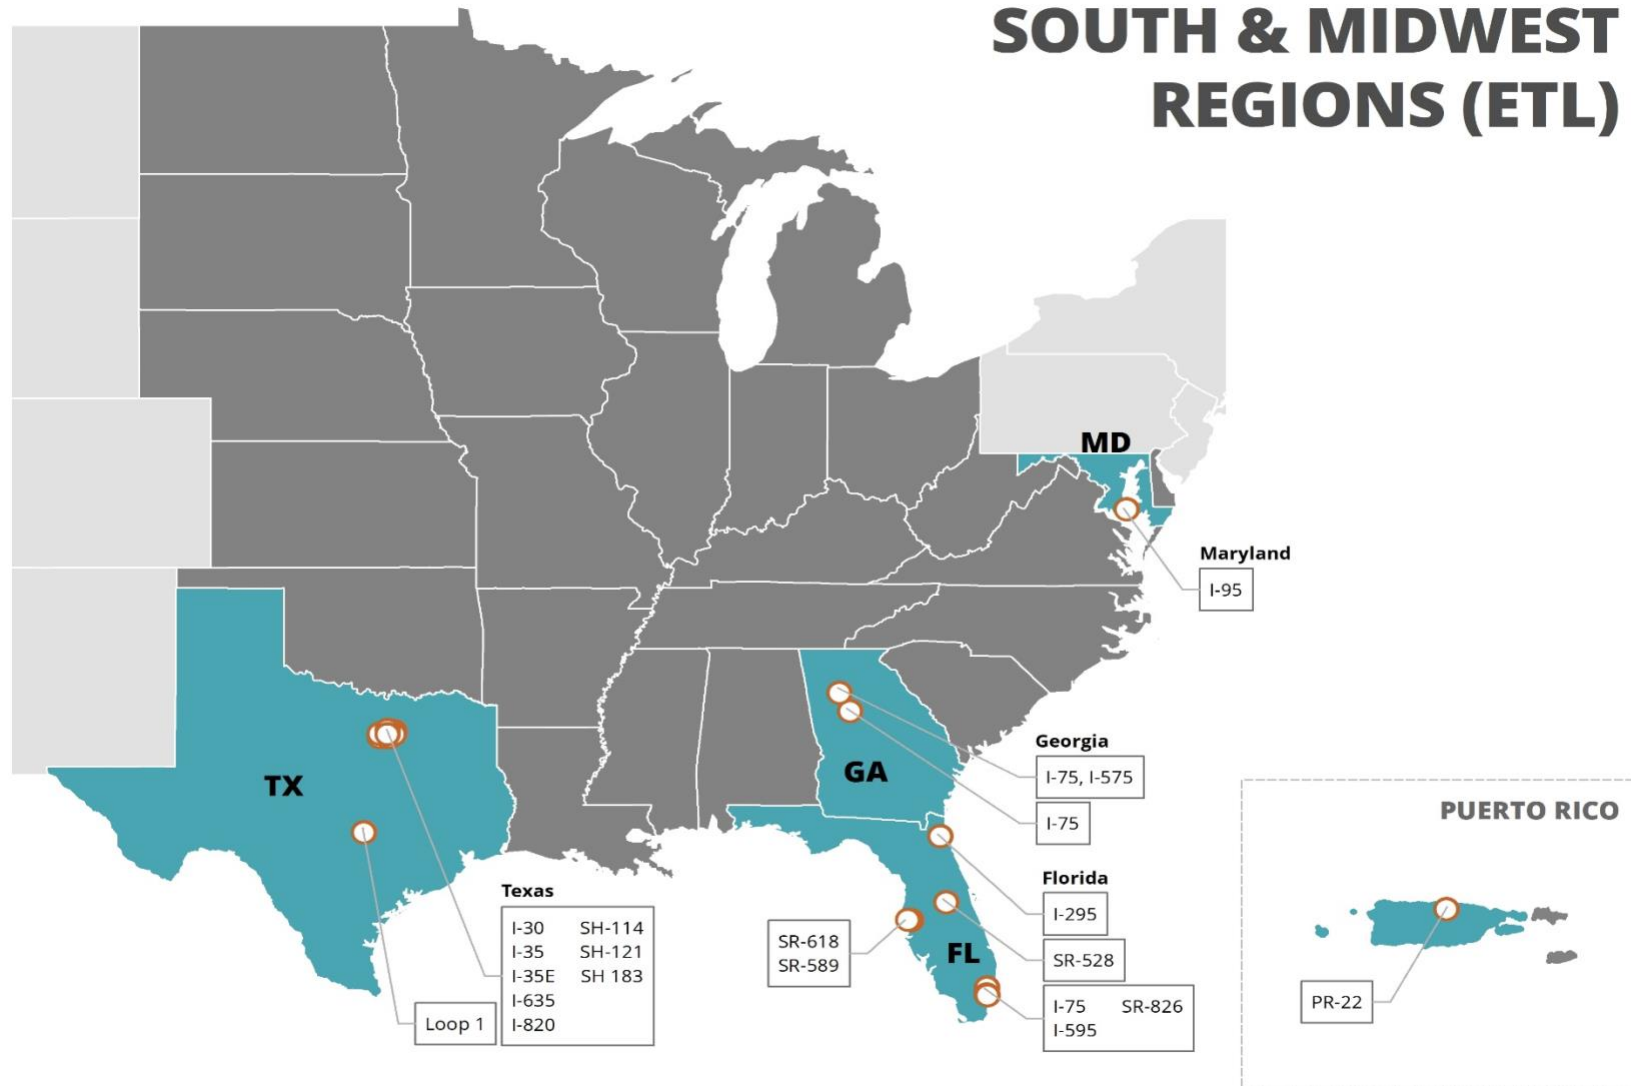 SOUTH & MIDWEST
REGIONS (ETL)
MD
Maryland
I-95
TX
GA
Georgia
I-75, I-575
I-75
PUERTO RICO
Texas
I-30 SH-114
I-35 SH-121
I-35E SH 183
I-635
I-820
Loop 1
Florida
I-295
SR-618
SR-589
FL
SR-528
I-75 SR-826
I-595
PR-22